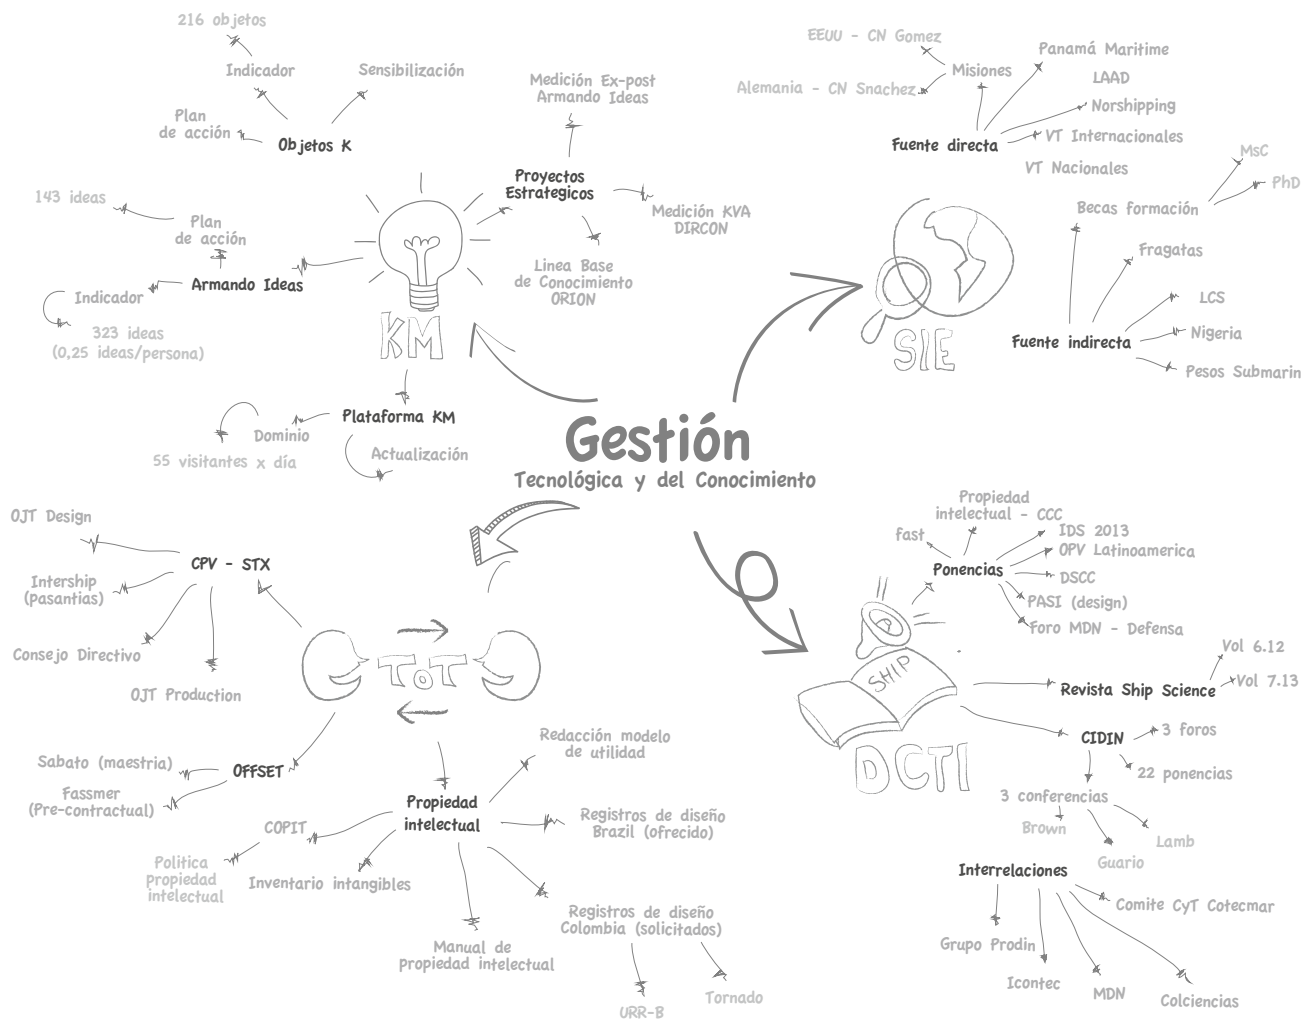 Gestión
Tecnológica y del Conocimiento
KM
Objetos K
Indicador
216 objetos
Sensibilización
Plan
de acción
Armando Ideas
Plan
de acción
143 ideas
Indicador
323 ideas
(0,25 ideas/persona)
Proyectos
Estrategicos
Medición Ex-post
Armando Ideas
Medición KVA
DIRCON
Linea Base
de Conocimiento
ORION
Plataforma KM
Dominio
55 visitantes x día
Actualización
SIE
Fuente directa
Misiones
EEUU - CN Gomez
Alemania - CN Snachez
Panamá Maritime
LAAD
Norshipping
VT Internacionales
VT Nacionales
Fuente indirecta
Becas formación
MsC
PhD
Fragatas
LCS
Nigeria
Pesos Submarin
ToT
CPV - STX
OJT Design
Intership
(pasantias)
Consejo Directivo
OJT Production
OFFSET
Sabato (maestria)
Fassmer
(Pre-contractual)
Propiedad
intelectual
Redacción modelo
de utilidad
Registros de diseño
Brazil (ofrecido)
Registros de diseño
Colombia (solicitados)
URR-B
Tornado
Manual de
propiedad intelectual
Inventario intangibles
COPIT
Politica
propiedad
intelectual
SHIP
DCTI
Ponencias
fast
Propiedad
intelectual - CCC
IDS 2013
OPV Latinoamerica
DSCC
PASI (design)
Foro MDN - Defensa
Revista Ship Science
Vol 6.12
Vol 7.13
CIDIN
3 foros
22 ponencias
3 conferencias
Brown
Guario
Lamb
Interrelaciones
Comite CyT Cotecmar
Grupo Prodin
Icontec
MDN
Colciencias